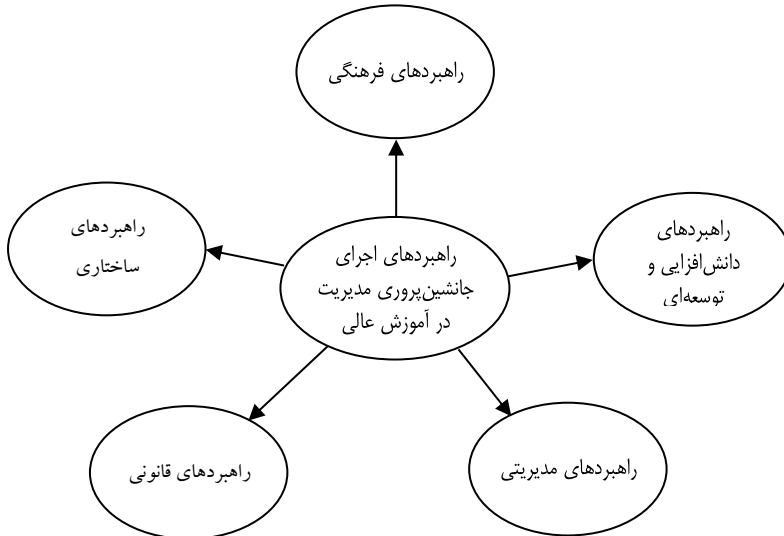 راهبردهای فرهنگی
راهبردهای
دانش‌افزایی و
توسعه‌ای
راهبردهای اجرای
جانشین‌پروری مدیریت
در آموزش عالی
راهبردهای
ساختاری
راهبردهای مدیریتی
راهبردهای قانونی